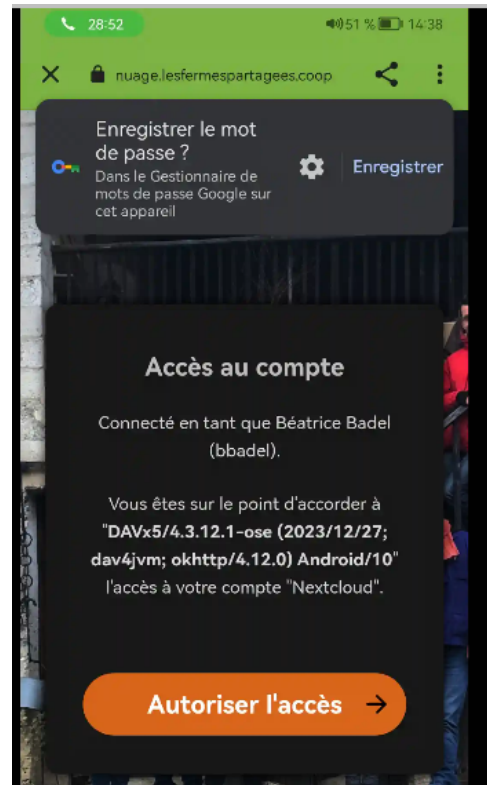 28:52
51 % 14:38
nuage.lesfermespartagees.coop
Enregistrer le mot
de passe ?
Dans le Gestionnaire de
mots de passe Google sur
cet appareil
Enregistrer
Accès au compte
Connecté en tant que Béatrice Badel
(bbadel).
Vous êtes sur le point d'accorder à
"DAVx5/4.3.12.1-ose (2023/12/27;
dav4jvm; okhttp/4.12.0) Android/10"
l'accès à votre compte "Nextcloud".
Autoriser l'accès